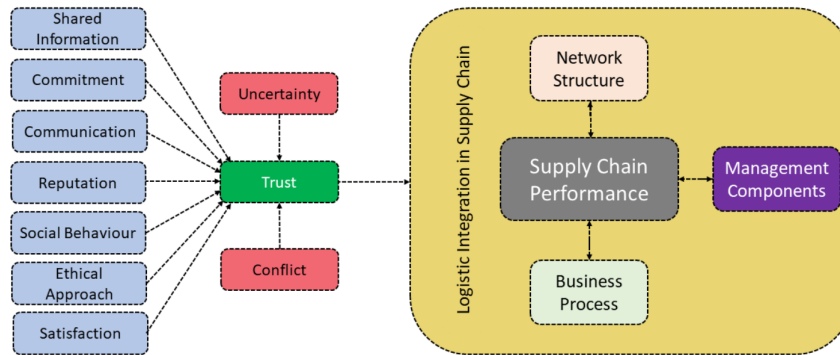 Shared
Information
Commitment
Communication
Reputation
Social Behaviour
Ethical
Approach
Satisfaction
Uncertainty
Trust
Conflict
Logistic Integration in Supply Chain
Network
Structure
Supply Chain
Performance
Management
Components
Business
Process